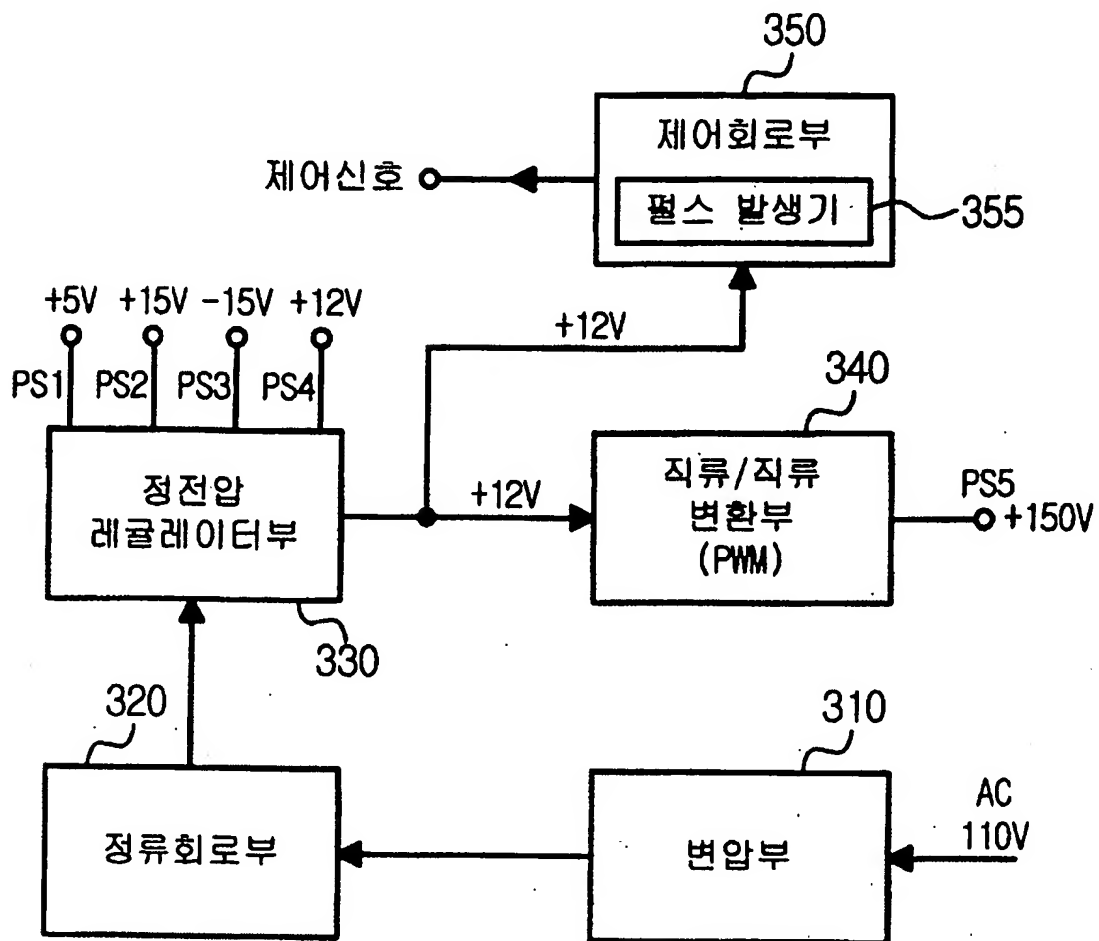 350
제어회로부
제어신호
펄스 발생기
355
+5V +15V -15V +12V
+12V
PS1 PS2 PS3 PS4
340
정전압
레귤레이터부
+12V
직류/직류
변환부
(PWM)
PS5
+150V
330
320
310
정류회로부
변압부
AC
110V